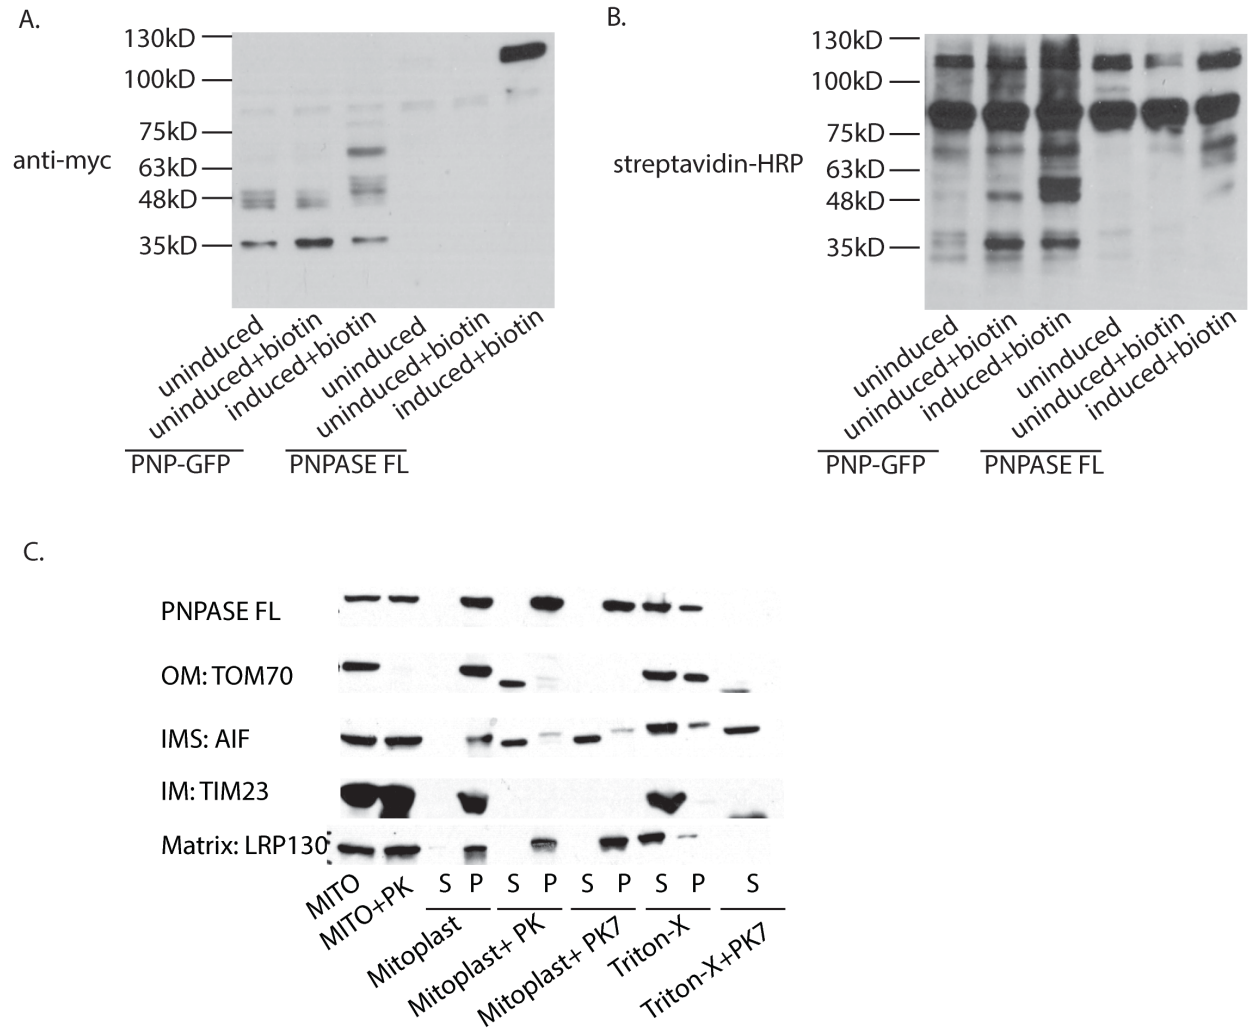 A.
130kD
100kD
75kD
anti-myc
63kD
48kD
35kD
uninduced
uninduced+biotin
induced+biotin
uninduced
uninduced+biotin
induced+biotin
PNP-GFP
PNPASE FL
B.
130kD
100kD
75kD
streptavidin-HRP
63kD
48kD
35kD
uninduced
uninduced+biotin
induced+biotin
uninduced
uninduced+biotin
induced+biotin
PNP-GFP
PNPASE FL
C.
PNPASE FL
OM: TOM70
IMS: AIF
IM: TIM23
Matrix: LRP130
MITO
MITO+PK
S P S P S P S P S
Mitoplast
Mitoplast+ PK
Mitoplast+ PK7
Triton-X
Triton-X+PK7